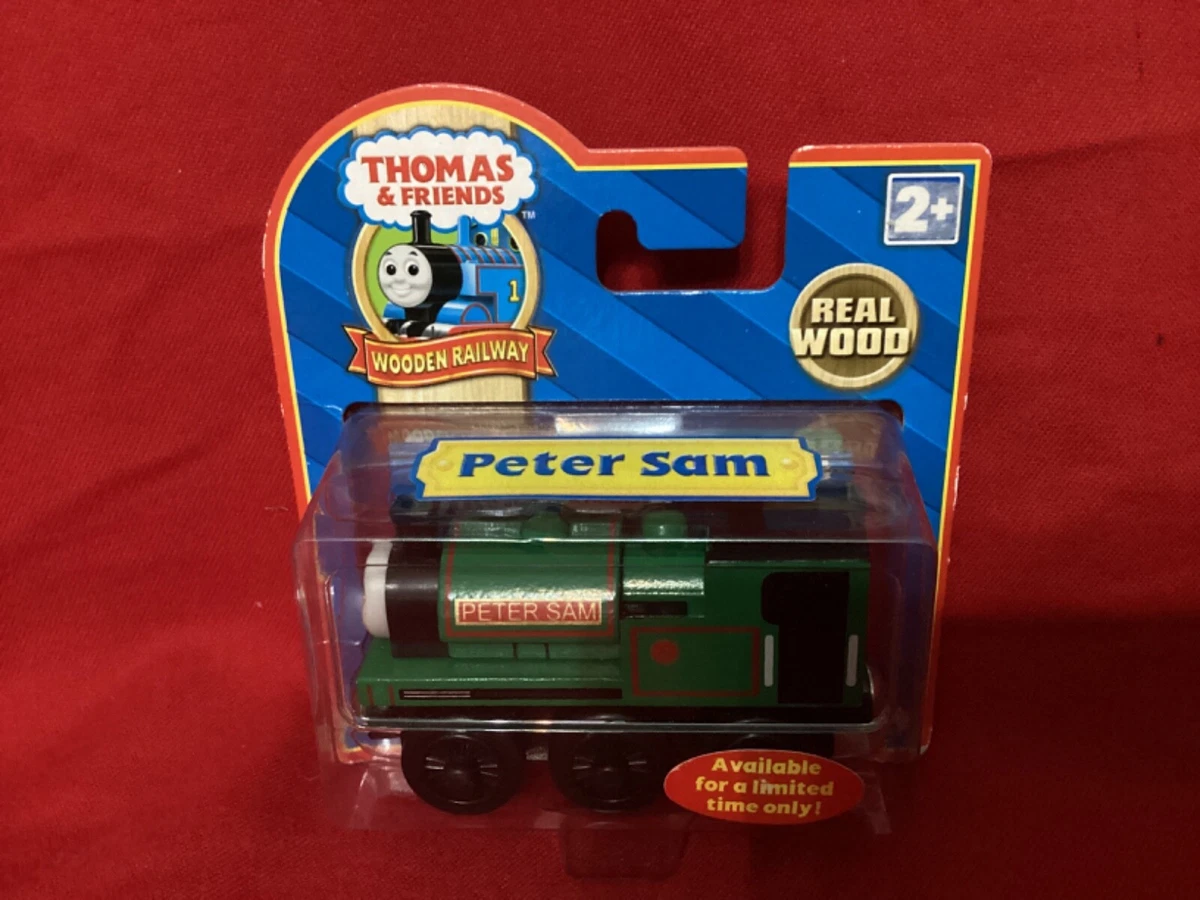 THOMAS
& FRIENDS
TM
1
WOODEN RAILWAY
2+
REAL
WOOD
Peter Sam
PETER SAM
Available
for a limited
time only!